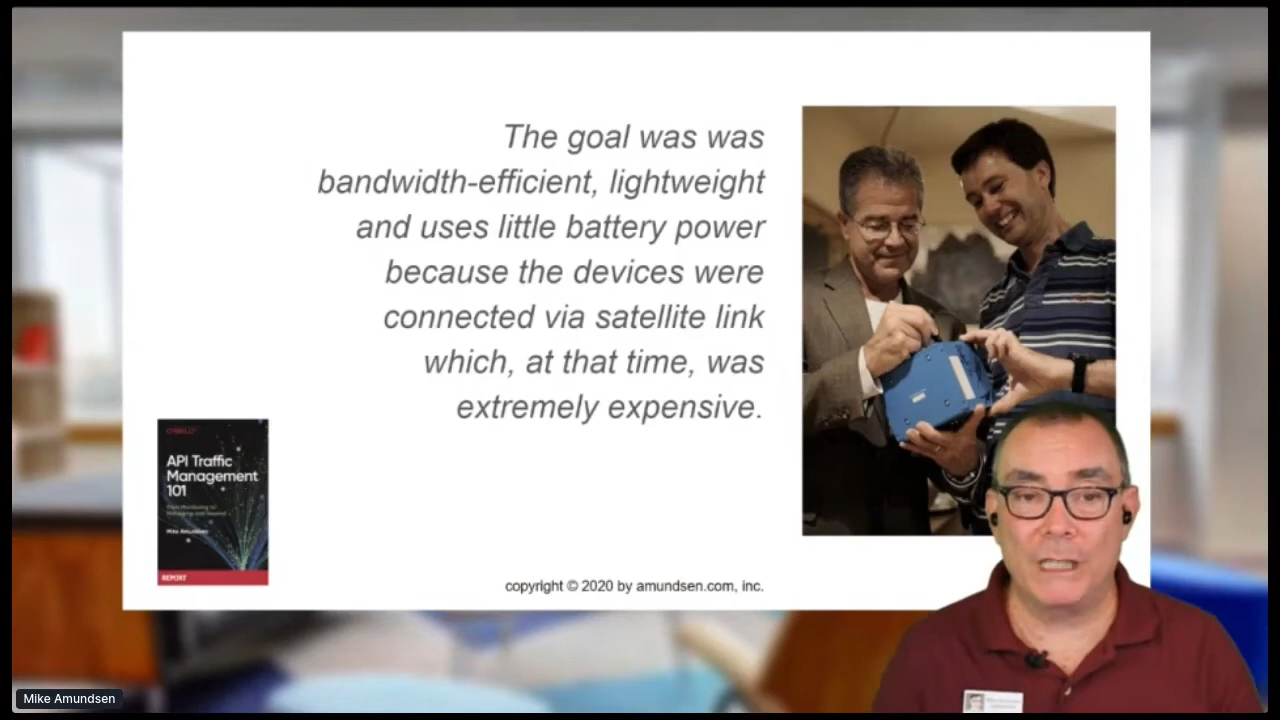 The goal was was
bandwidth-efficient, lightweight
and uses little battery power
because the devices were
connected via satellite link
which, at that time, was
extremely expensive.
O'REILLY
API Traffic
Management
101
From Monitoring to
Managing and Beyond
Mike Amundsen
REPORT
copyright © 2020 by amundsen.com, inc.
Mike Amundsen